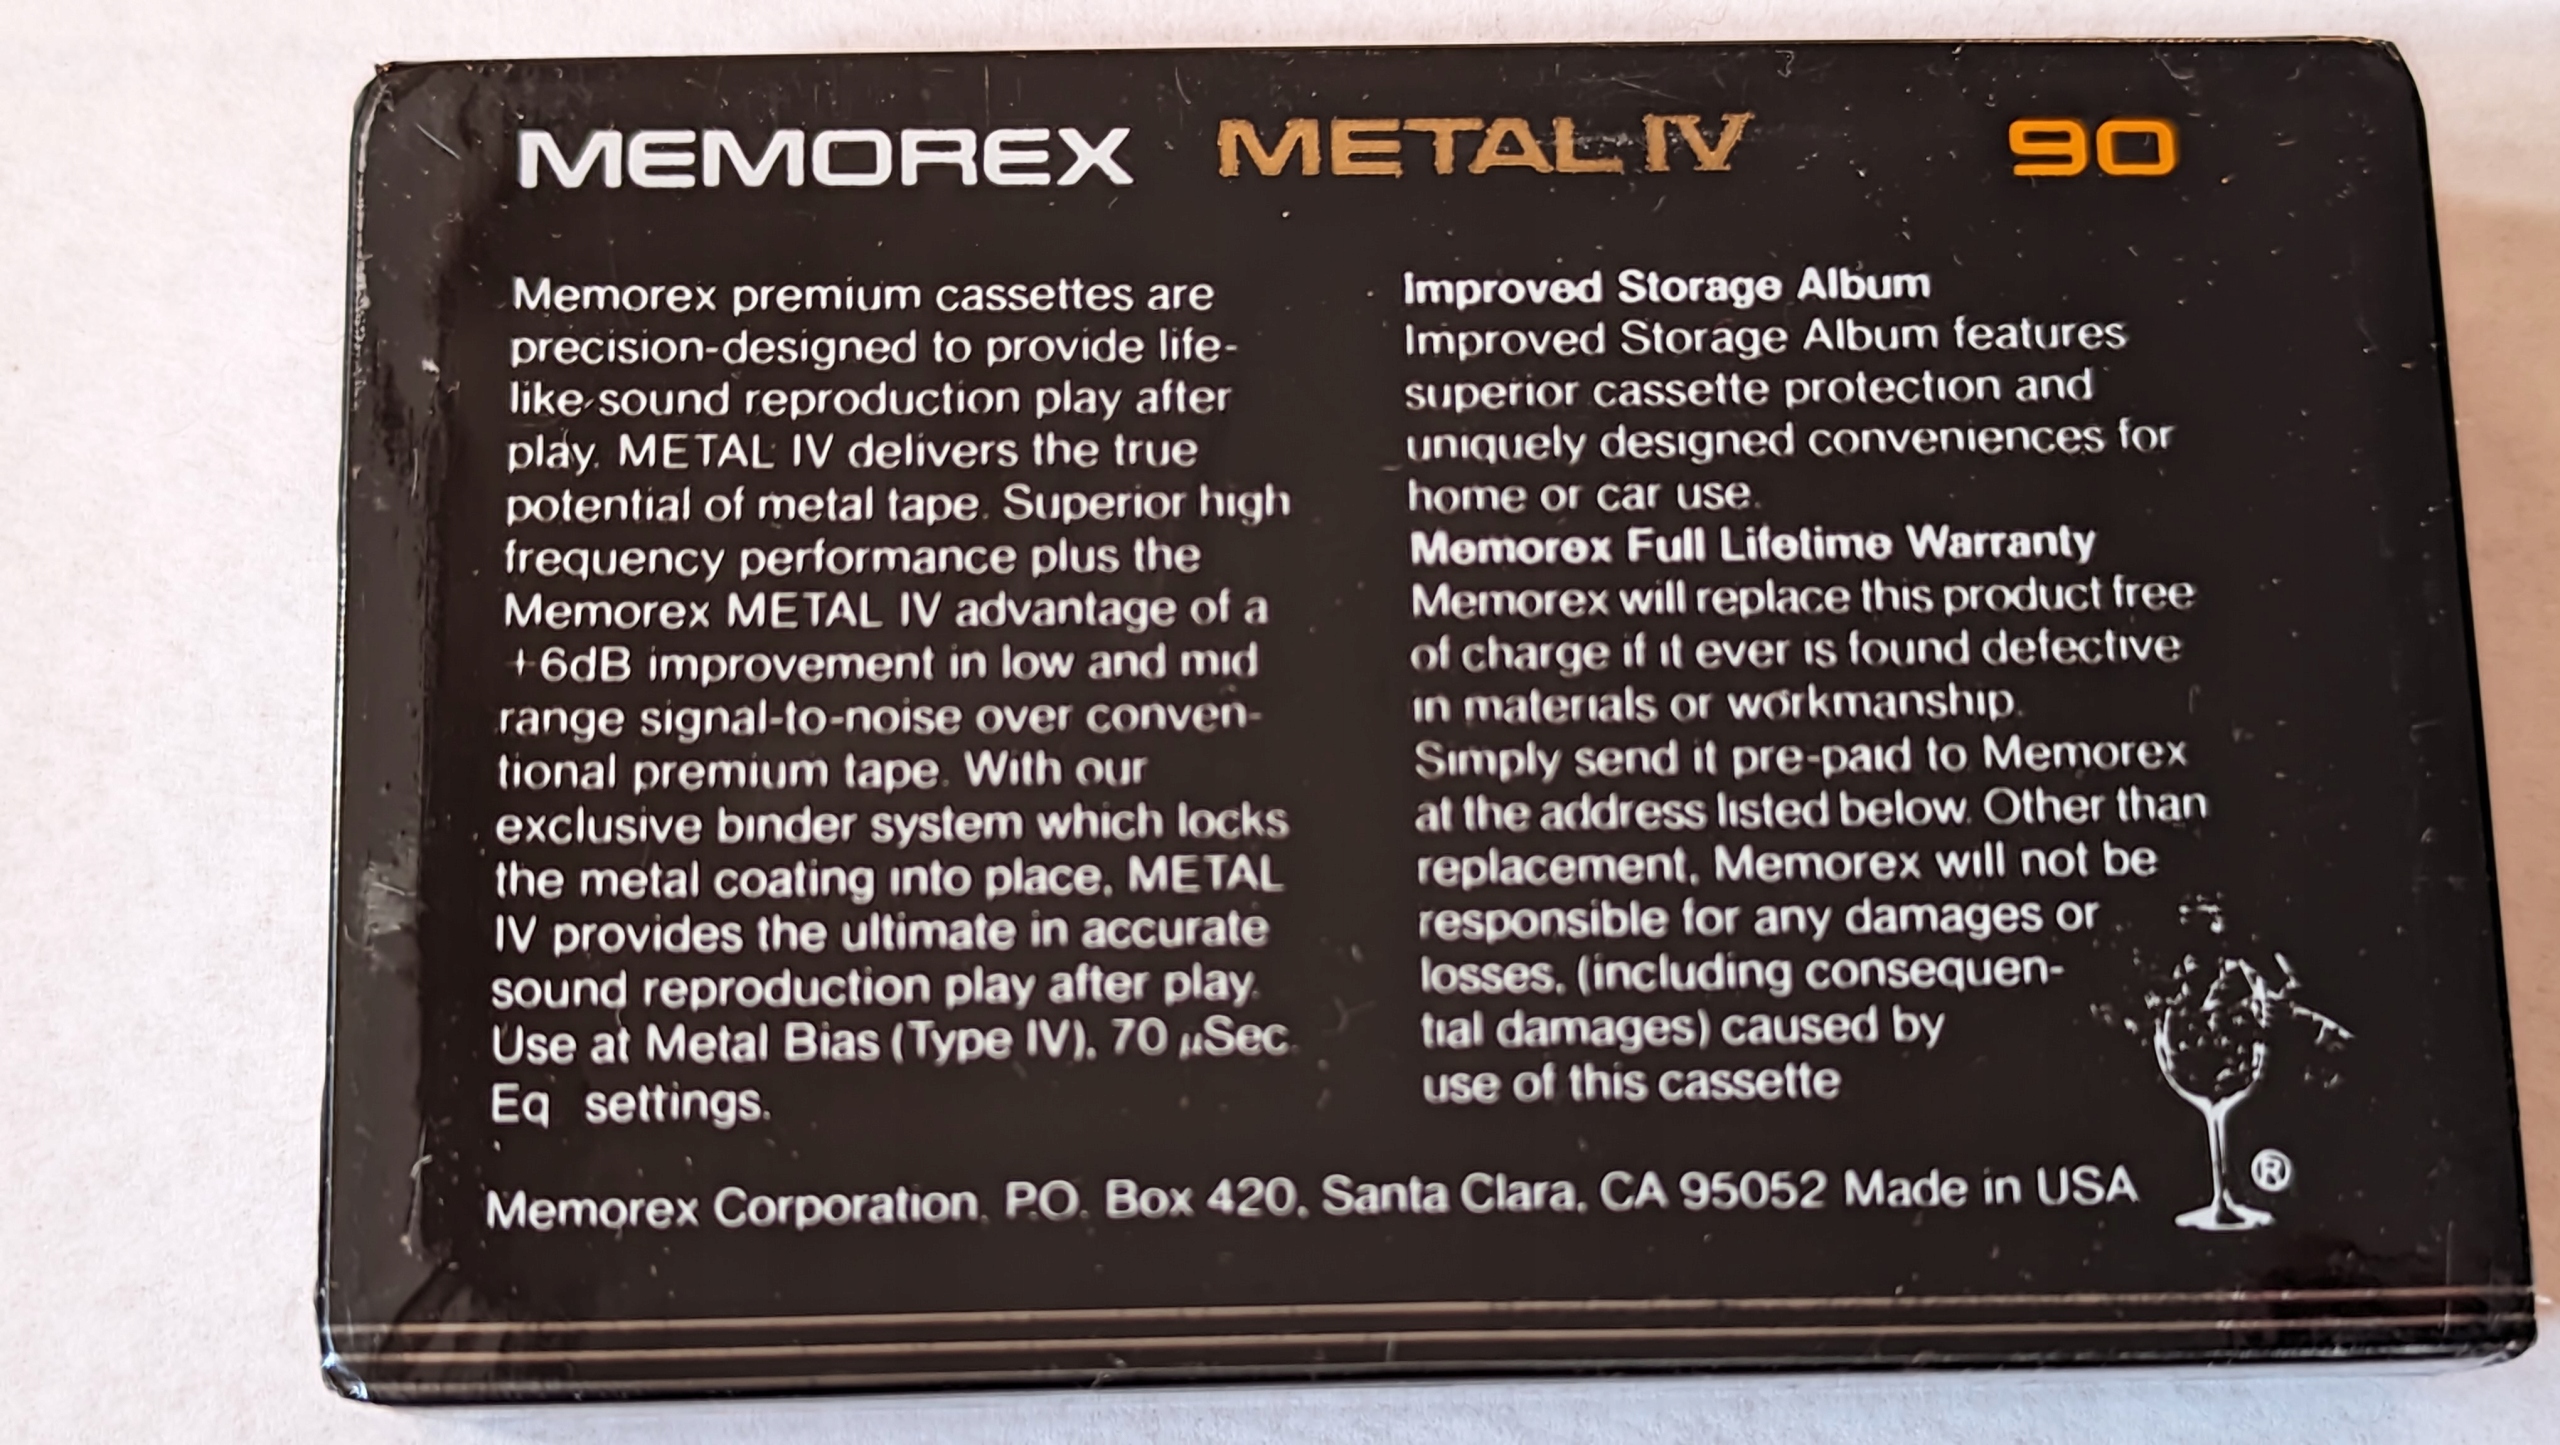 MEMOREX METAL IV 90
Memorex premium cassettes are
precision-designed to provide life-
like sound reproduction play after
play. METAL IV delivers the true
potential of metal tape. Superior high
frequency performance plus the
Memorex METAL IV advantage of a
+6dB improvement in low and mid
range signal-to-noise over conven-
tional premium tape. With our
exclusive binder system which locks
the metal coating into place, METAL
IV provides the ultimate in accurate
sound reproduction play after play.
Use at Metal Bias (Type IV), 70 µSec.
Eq settings.
Improved Storage Album
Improved Storage Album features
superior cassette protection and
uniquely designed conveniences for
home or car use.
Memorex Full Lifetime Warranty
Memorex will replace this product free
of charge if it ever is found defective
in materials or workmanship.
Simply send it pre-paid to Memorex
at the address listed below. Other than
replacement, Memorex will not be
responsible for any damages or
losses, (including consequen-
tial damages) caused by
use of this cassette
Memorex Corporation, P.O. Box 420, Santa Clara, CA 95052 Made in USA
®